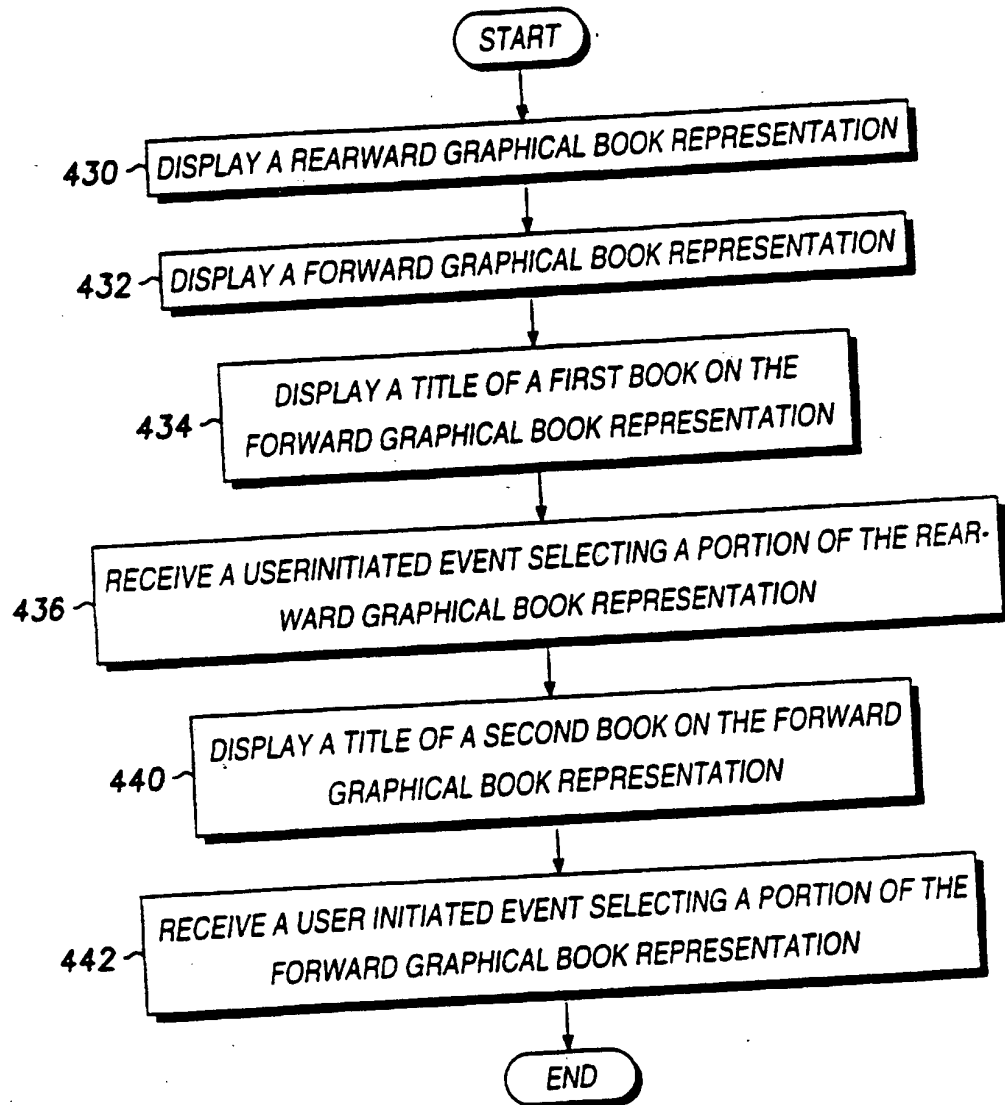 START
430 DISPLAY A REARWARD GRAPHICAL BOOK REPRESENTATION
432 DISPLAY A FORWARD GRAPHICAL BOOK REPRESENTATION
DISPLAY A TITLE OF A FIRST BOOK ON THE
434 FORWARD GRAPHICAL BOOK REPRESENTATION
RECEIVE A USERINITIATED EVENT SELECTING A PORTION OF THE REAR-
436 WARD GRAPHICAL BOOK REPRESENTATION
DISPLAY A TITLE OF A SECOND BOOK ON THE FORWARD
440 GRAPHICAL BOOK REPRESENTATION
RECEIVE A USER INITIATED EVENT SELECTING A PORTION OF THE
442 FORWARD GRAPHICAL BOOK REPRESENTATION
END